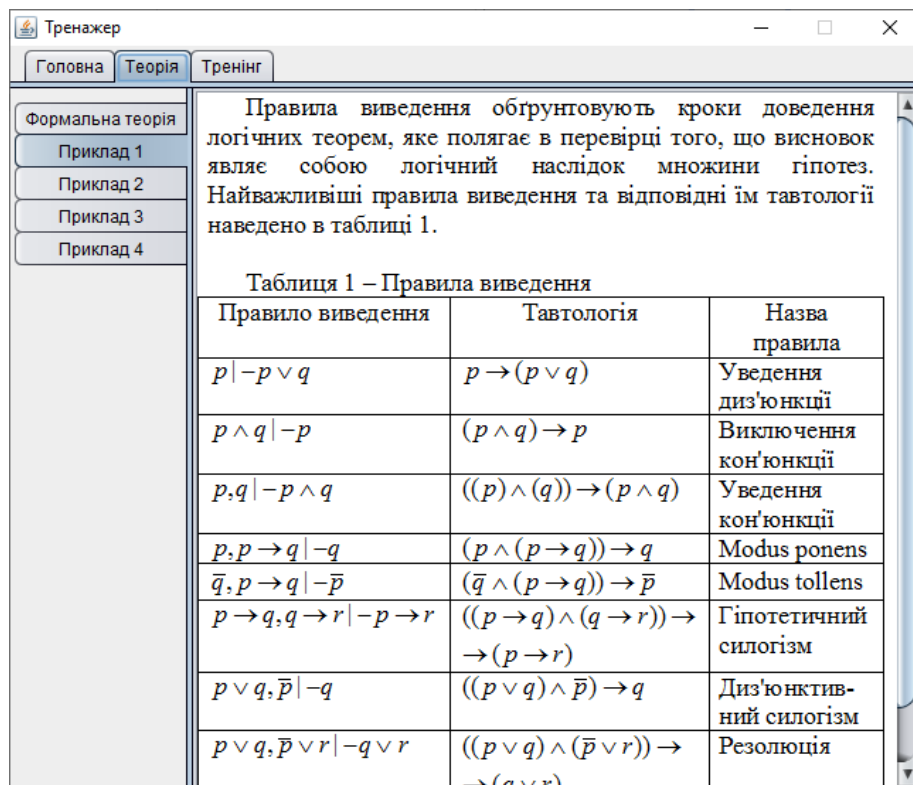 Тренажер
Головна Теорія Тренінг
Формальна теорія
Приклад 1
Приклад 2
Приклад 3
Приклад 4
Правила виведення обґрунтовують кроки доведення
логічних теорем, яке полягає в перевірці того, що висновок
являє собою логічний наслідок множини гіпотез.
Найважливіші правила виведення та відповідні їм тавтології
наведено в таблиці 1.
Таблиця 1 – Правила виведення
Правило виведення Тавтологія Назва
правила
p|−p∨q p→(p∨q) Уведення
диз'юнкції
p∧q|−p (p∧q)→p Виключення
кон'юнкції
p,q|−p∧q ((p)∧(q))→(p∧q) Уведення
кон'юнкції
p,p→q|−q (p∧(p→q))→q Modus ponens
q̅,p→q|−p̅ (q̅∧(p→q))→p̅ Modus tollens
p→q,q→r|−p→r ((p→q)∧(q→r))→ Гіпотетичний
→(p→r) силогізм
p∨q,p̅|−q ((p∨q)∧p̅)→q Диз'юнктив-
ний силогізм
p∨q,p̅∨r|−q∨r ((p∨q)∧(p̅∨r))→ Резолюція
→(q∨r)